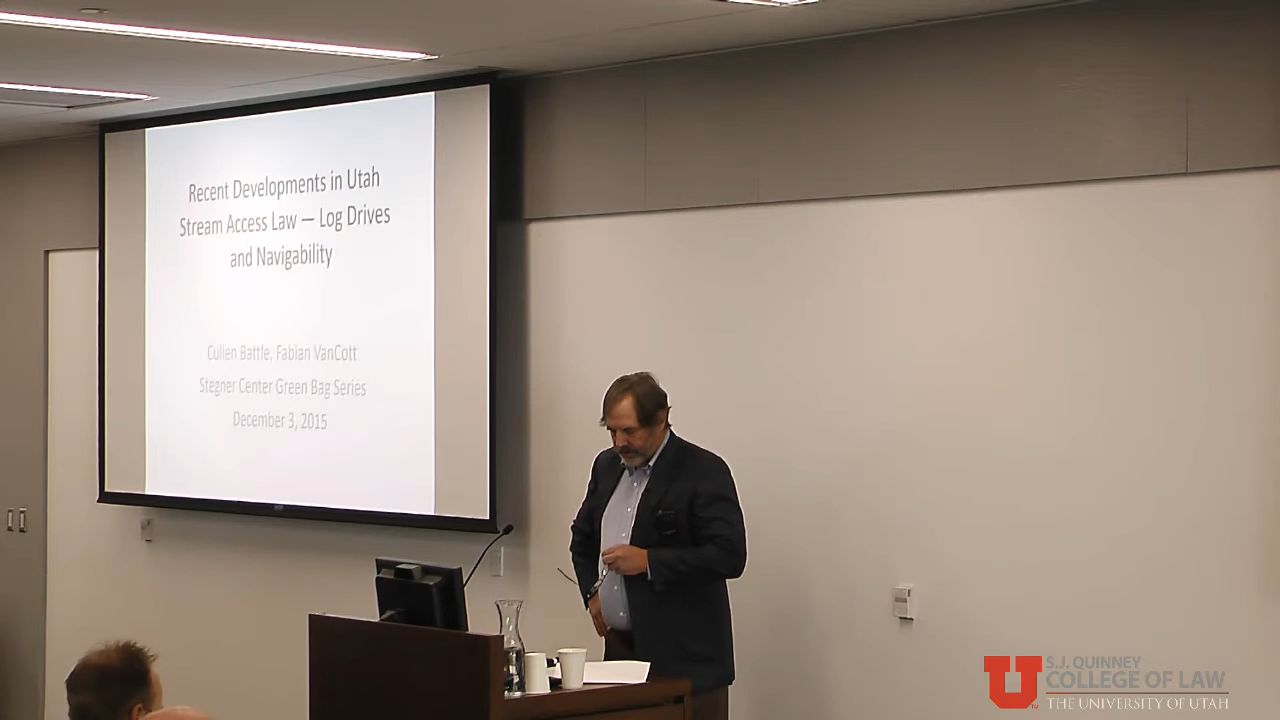 Recent Developments in Utah
Stream Access Law — Log Drives
and Navigability
Cullen Battle, Fabian VanCott
Stegner Center Green Bag Series
December 3, 2015
U
S.J. QUINNEY
COLLEGE OF LAW
THE UNIVERSITY OF UTAH